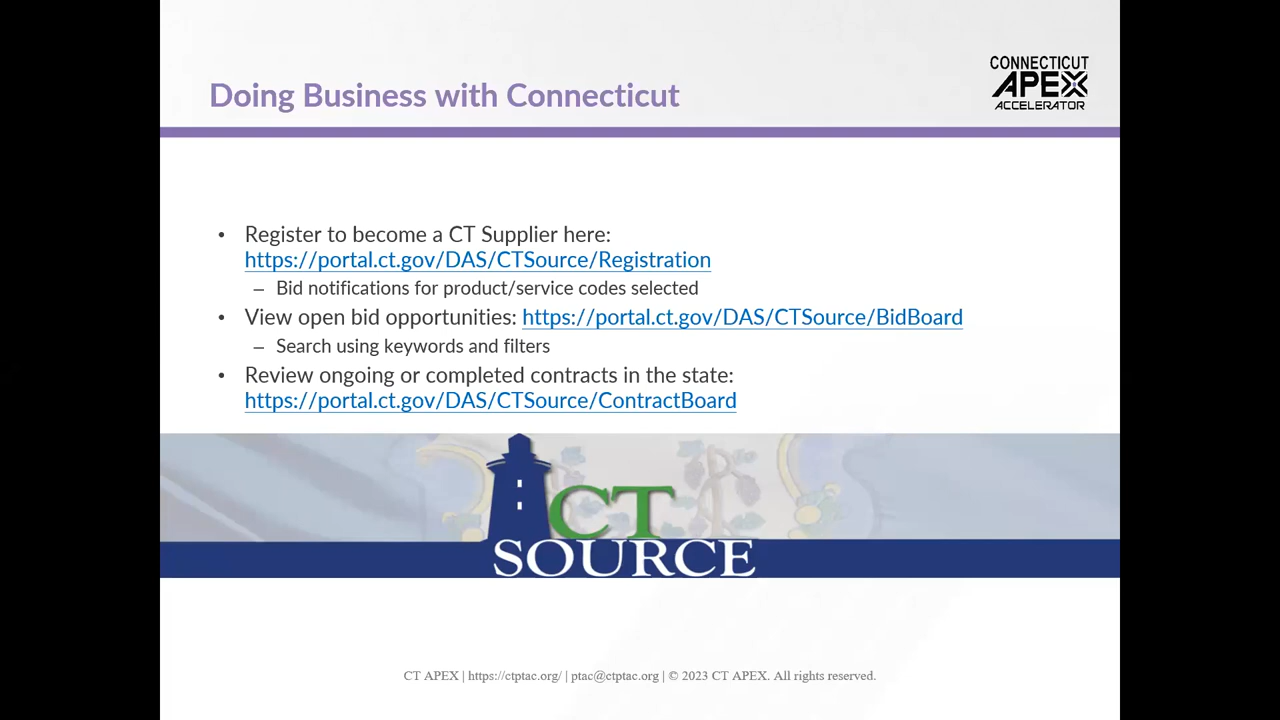 Doing Business with Connecticut
CONNECTICUT
APEX
ACCELERATOR
• Register to become a CT Supplier here:
https://portal.ct.gov/DAS/CTSource/Registration
– Bid notifications for product/service codes selected
• View open bid opportunities: https://portal.ct.gov/DAS/CTSource/BidBoard
– Search using keywords and filters
• Review ongoing or completed contracts in the state:
https://portal.ct.gov/DAS/CTSource/ContractBoard
CT
SOURCE
CT APEX | https://ctptac.org/ | ptac@ctptac.org | © 2023 CT APEX. All rights reserved.